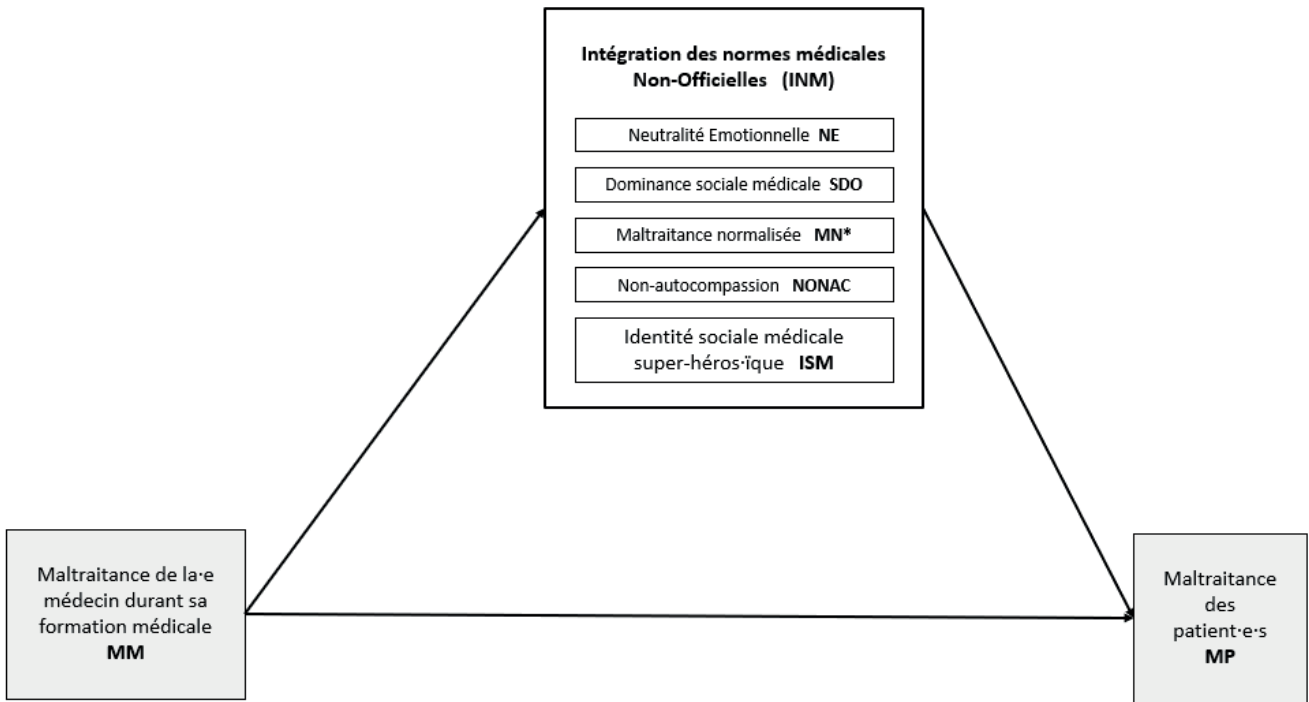 Intégration des normes médicales
Non-Officielles (INM)
Neutralité Emotionnelle NE
Dominance sociale médicale SDO
Maltraitance normalisée MN*
Non-autocompassion NONAC
Identité sociale médicale
super-héros·ïque ISM
Maltraitance de la·e
médecin durant sa
formation médicale
MM
Maltraitance
des
patient·e·s
MP